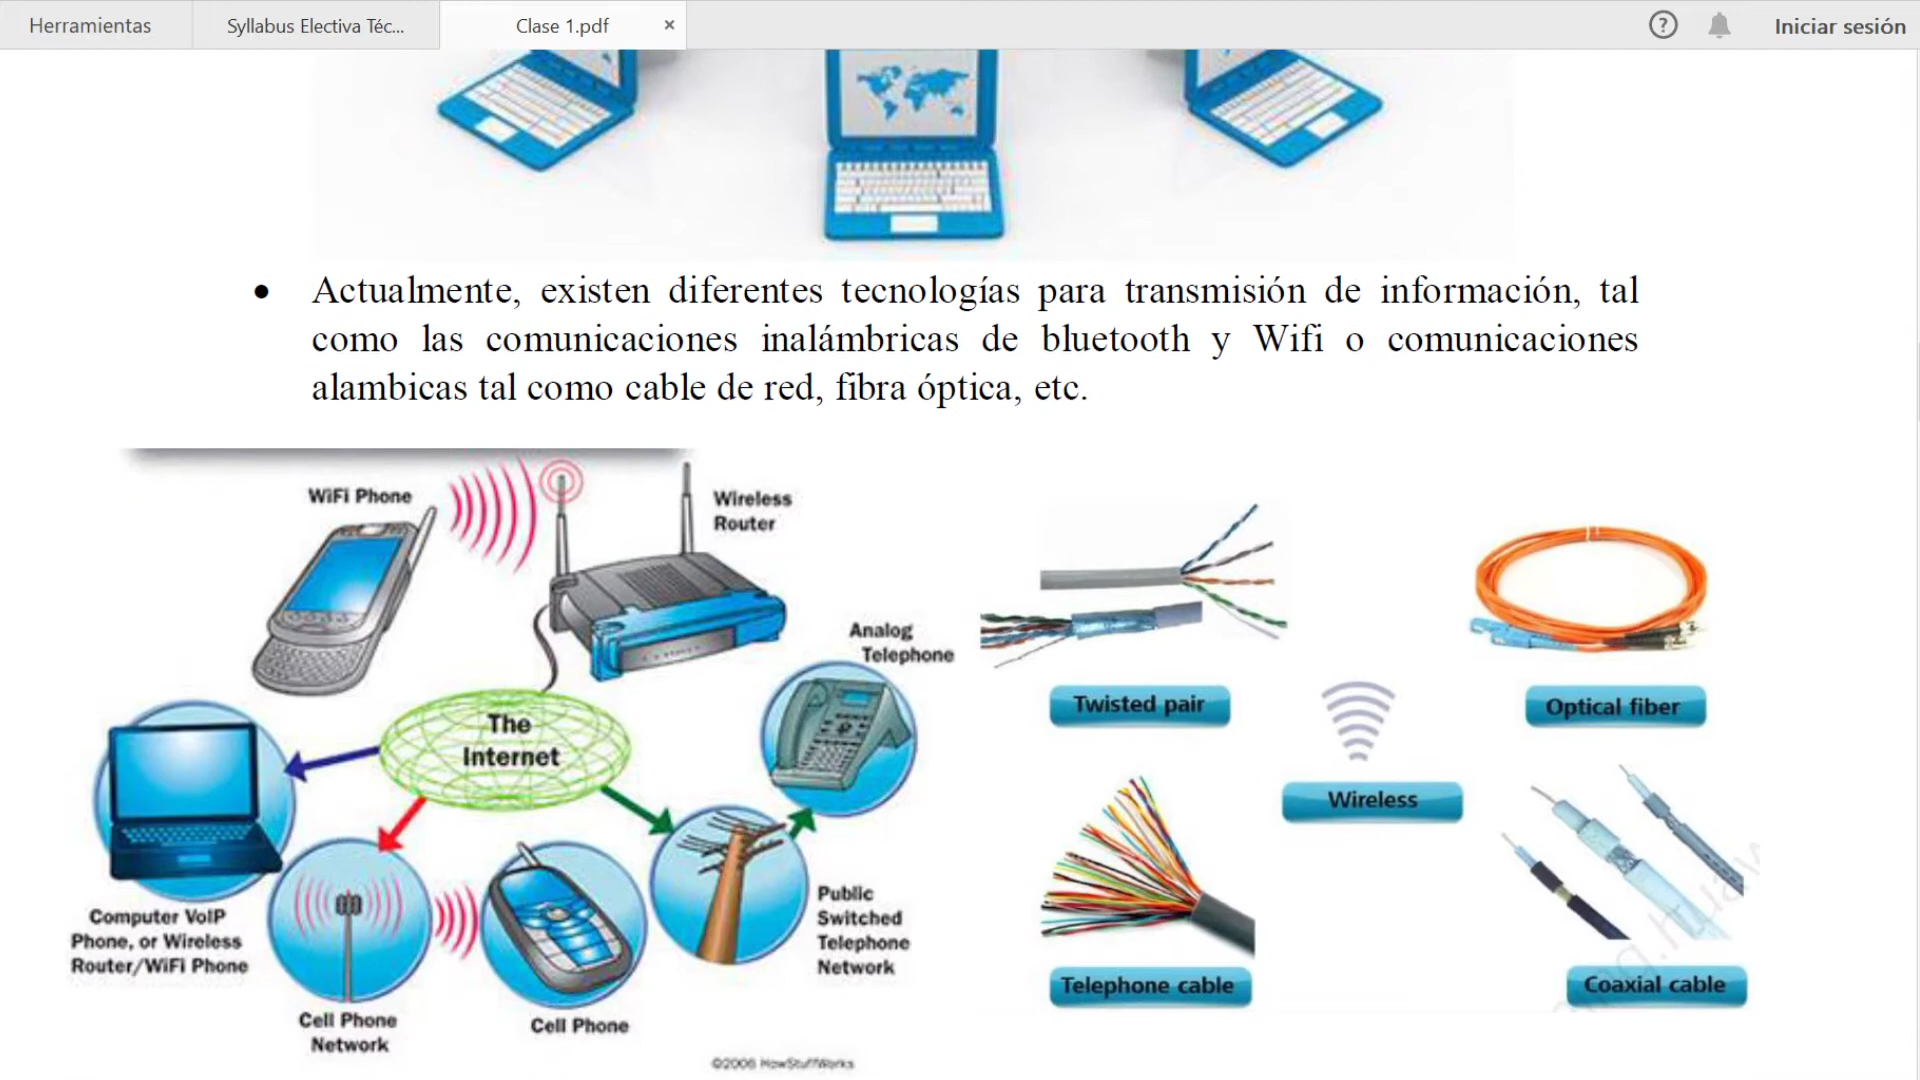 Herramientas
Syllabus Electiva Téc...
Clase 1.pdf
×
?
Iniciar sesión
• Actualmente, existen diferentes tecnologías para transmisión de información, tal
como las comunicaciones inalámbricas de bluetooth y Wifi o comunicaciones
alambicas tal como cable de red, fibra óptica, etc.
WiFi Phone
Wireless
Router
Analog
Telephone
The
Internet
Computer VoIP
Phone, or Wireless
Router/WiFi Phone
Cell Phone
Network
Cell Phone
Public
Switched
Telephone
Network
©2006 HowStuffWorks
Twisted pair
Optical fiber
Wireless
Telephone cable
Coaxial cable